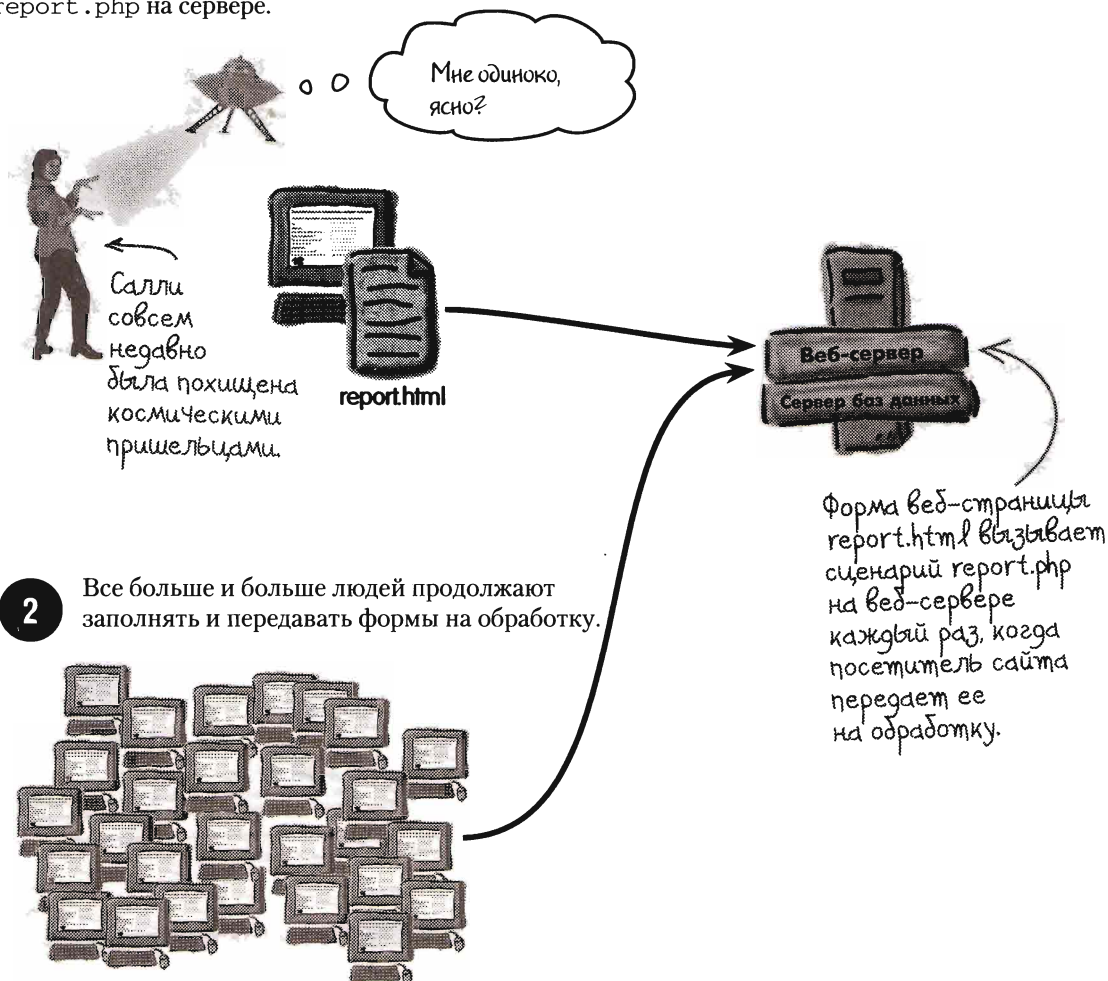 report.php на сервере.
Мне одиноко,
ясно?
Салли
совсем
недавно
была похищена
космическими
пришельцами.
report.html
Веб-сервер
Сервер баз данных
Форма веб-страницы
report.html вызывает
сценарий report.php
на веб-сервере
каждый раз, когда
посетитель сайта
передает ее
на обработку.
2
Все больше и больше людей продолжают
заполнять и передавать формы на обработку.